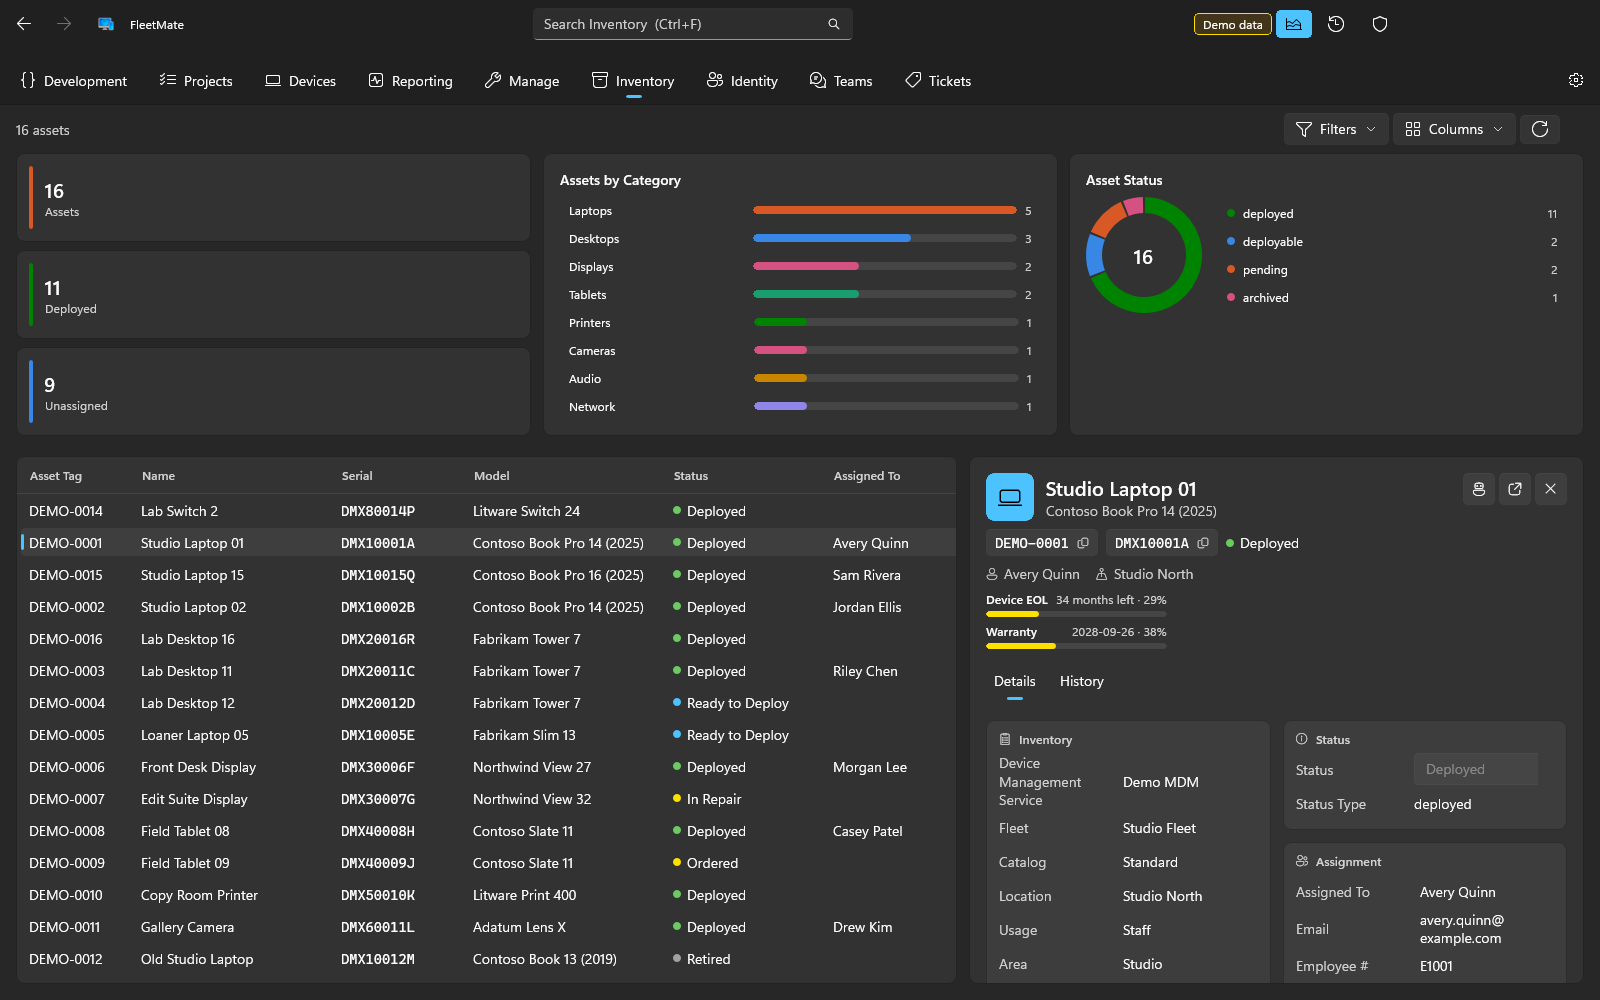 FleetMate
Search Inventory (Ctrl+F)
Demo data
Development
Projects
Devices
Reporting
Manage
Inventory
Identity
Teams
Tickets
16 assets
Filters
Columns
16
Assets
11
Deployed
9
Unassigned
Assets by Category
Laptops 5
Desktops 3
Displays 2
Tablets 2
Printers 1
Cameras 1
Audio 1
Network 1
Asset Status
16
deployed 11
deployable 2
pending 2
archived 1
Asset Tag Name Serial Model Status Assigned To
DEMO-0014 Lab Switch 2 DMX80014P Litware Switch 24 Deployed
DEMO-0001 Studio Laptop 01 DMX10001A Contoso Book Pro 14 (2025) Deployed Avery Quinn
DEMO-0015 Studio Laptop 15 DMX10015Q Contoso Book Pro 16 (2025) Deployed Sam Rivera
DEMO-0002 Studio Laptop 02 DMX10002B Contoso Book Pro 14 (2025) Deployed Jordan Ellis
DEMO-0016 Lab Desktop 16 DMX20016R Fabrikam Tower 7 Deployed
DEMO-0003 Lab Desktop 11 DMX20011C Fabrikam Tower 7 Deployed Riley Chen
DEMO-0004 Lab Desktop 12 DMX20012D Fabrikam Tower 7 Ready to Deploy
DEMO-0005 Loaner Laptop 05 DMX10005E Fabrikam Slim 13 Ready to Deploy
DEMO-0006 Front Desk Display DMX30006F Northwind View 27 Deployed Morgan Lee
DEMO-0007 Edit Suite Display DMX30007G Northwind View 32 In Repair
DEMO-0008 Field Tablet 08 DMX40008H Contoso Slate 11 Deployed Casey Patel
DEMO-0009 Field Tablet 09 DMX40009J Contoso Slate 11 Ordered
DEMO-0010 Copy Room Printer DMX50010K Litware Print 400 Deployed
DEMO-0011 Gallery Camera DMX60011L Adatum Lens X Deployed Drew Kim
DEMO-0012 Old Studio Laptop DMX10012M Contoso Book 13 (2019) Retired
Studio Laptop 01
Contoso Book Pro 14 (2025)
DEMO-0001 DMX10001A Deployed
Avery Quinn Studio North
Device EOL 34 months left · 29%
Warranty 2028-09-26 · 38%
Details History
Inventory
Device
Management
Service
Demo MDM
Fleet Studio Fleet
Catalog Standard
Location Studio North
Usage Staff
Area Studio
Status
Status Deployed
Status Type deployed
Assignment
Assigned To Avery Quinn
Email
avery.quinn@
example.com
Employee # E1001